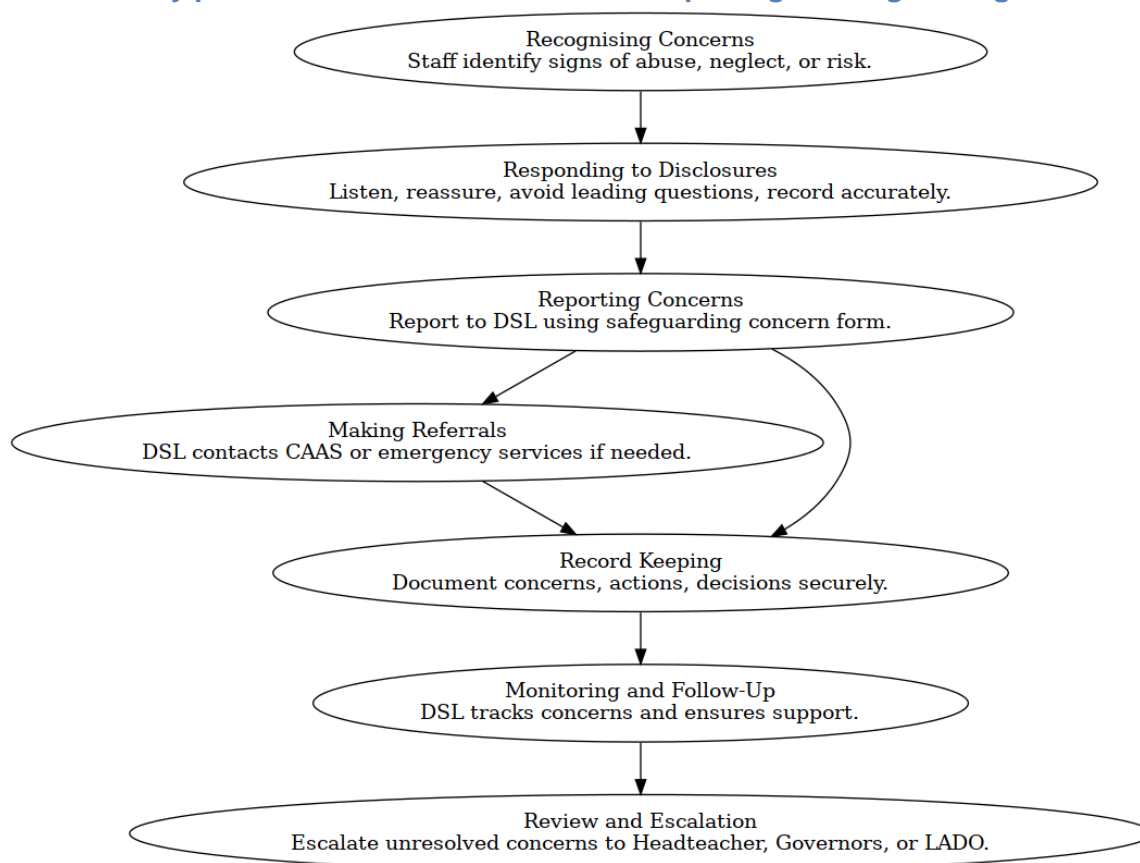 Recognising Concerns
Staff identify signs of abuse, neglect, or risk.
Responding to Disclosures
Listen, reassure, avoid leading questions, record accurately.
Reporting Concerns
Report to DSL using safeguarding concern form.
Making Referrals
DSL contacts CAAS or emergency services if needed.
Record Keeping
Document concerns, actions, decisions securely.
Monitoring and Follow-Up
DSL tracks concerns and ensures support.
Review and Escalation
Escalate unresolved concerns to Headteacher, Governors, or LADO.